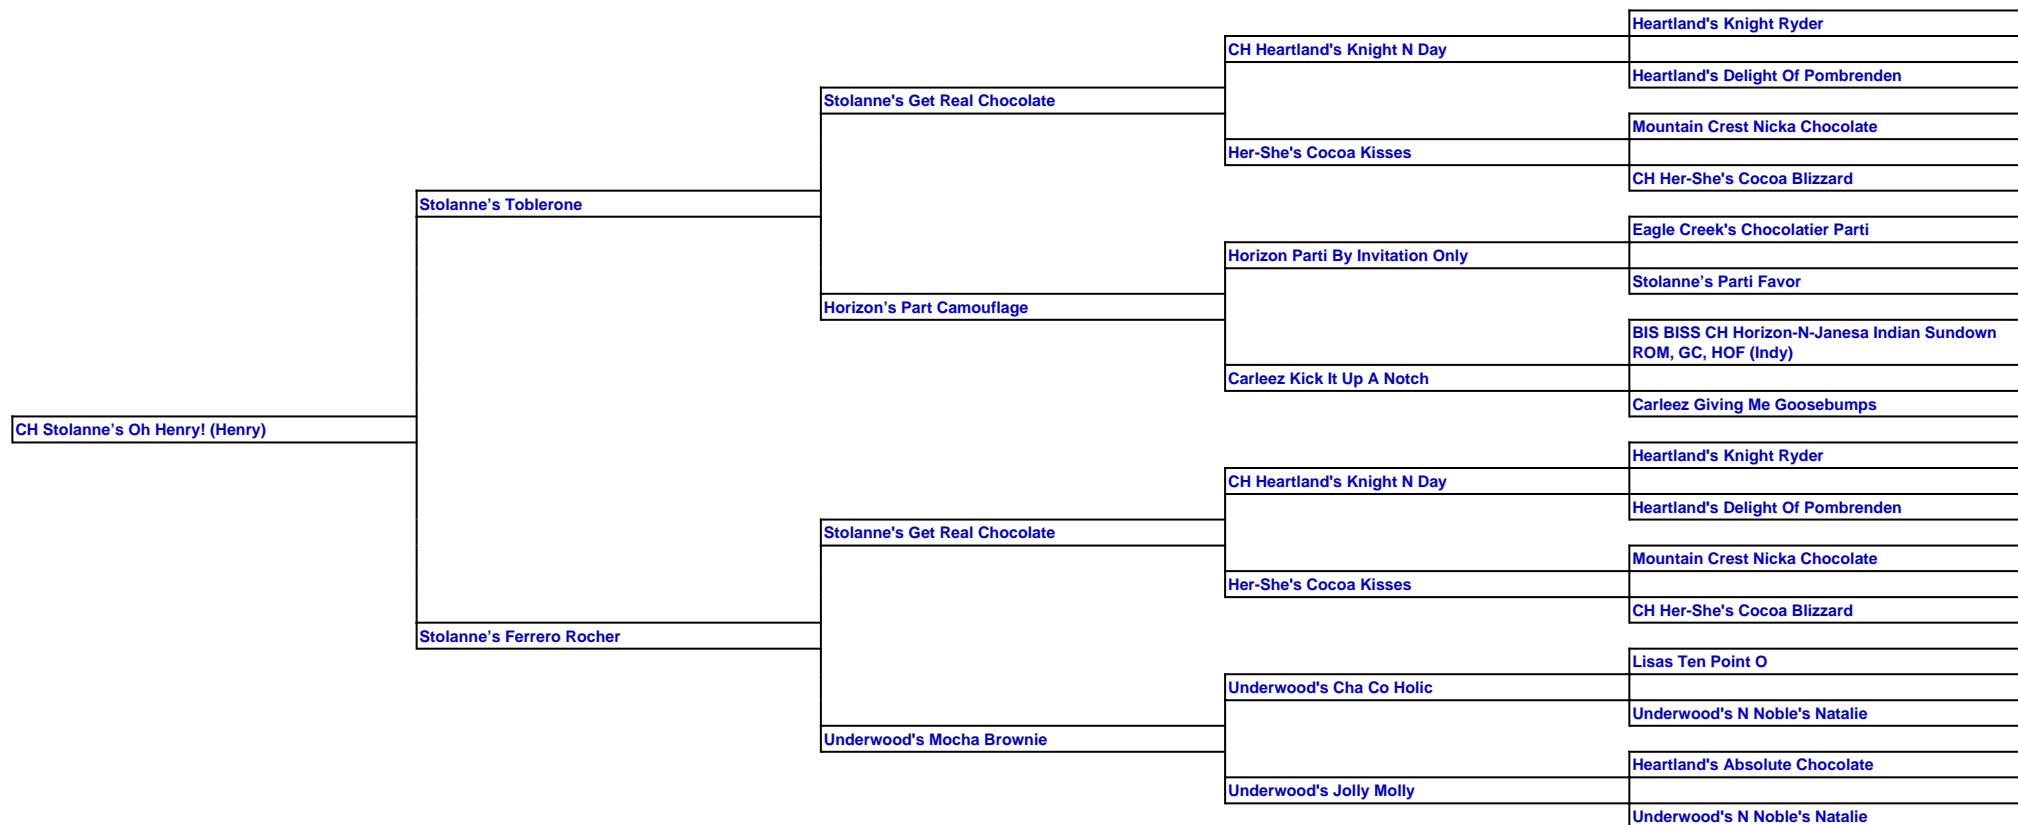 Heartland's Knight Ryder
CH Heartland's Knight N Day
Heartland's Delight Of Pombrenden
Stolanne's Get Real Chocolate
Mountain Crest Nicka Chocolate
Her-She's Cocoa Kisses
CH Her-She's Cocoa Blizzard
Stolanne’s Toblerone
Eagle Creek's Chocolatier Parti
Horizon Parti By Invitation Only
Stolanne’s Parti Favor
Horizon’s Part Camouflage
BIS BISS CH Horizon-N-Janesa Indian Sundown
ROM, GC, HOF (Indy)
Carleez Kick It Up A Notch
Carleez Giving Me Goosebumps
CH Stolanne’s Oh Henry! (Henry)
Heartland's Knight Ryder
CH Heartland's Knight N Day
Heartland's Delight Of Pombrenden
Stolanne's Get Real Chocolate
Mountain Crest Nicka Chocolate
Her-She's Cocoa Kisses
CH Her-She's Cocoa Blizzard
Stolanne’s Ferrero Rocher
Lisas Ten Point O
Underwood's Cha Co Holic
Underwood's N Noble's Natalie
Underwood's Mocha Brownie
Heartland's Absolute Chocolate
Underwood's Jolly Molly
Underwood's N Noble's Natalie